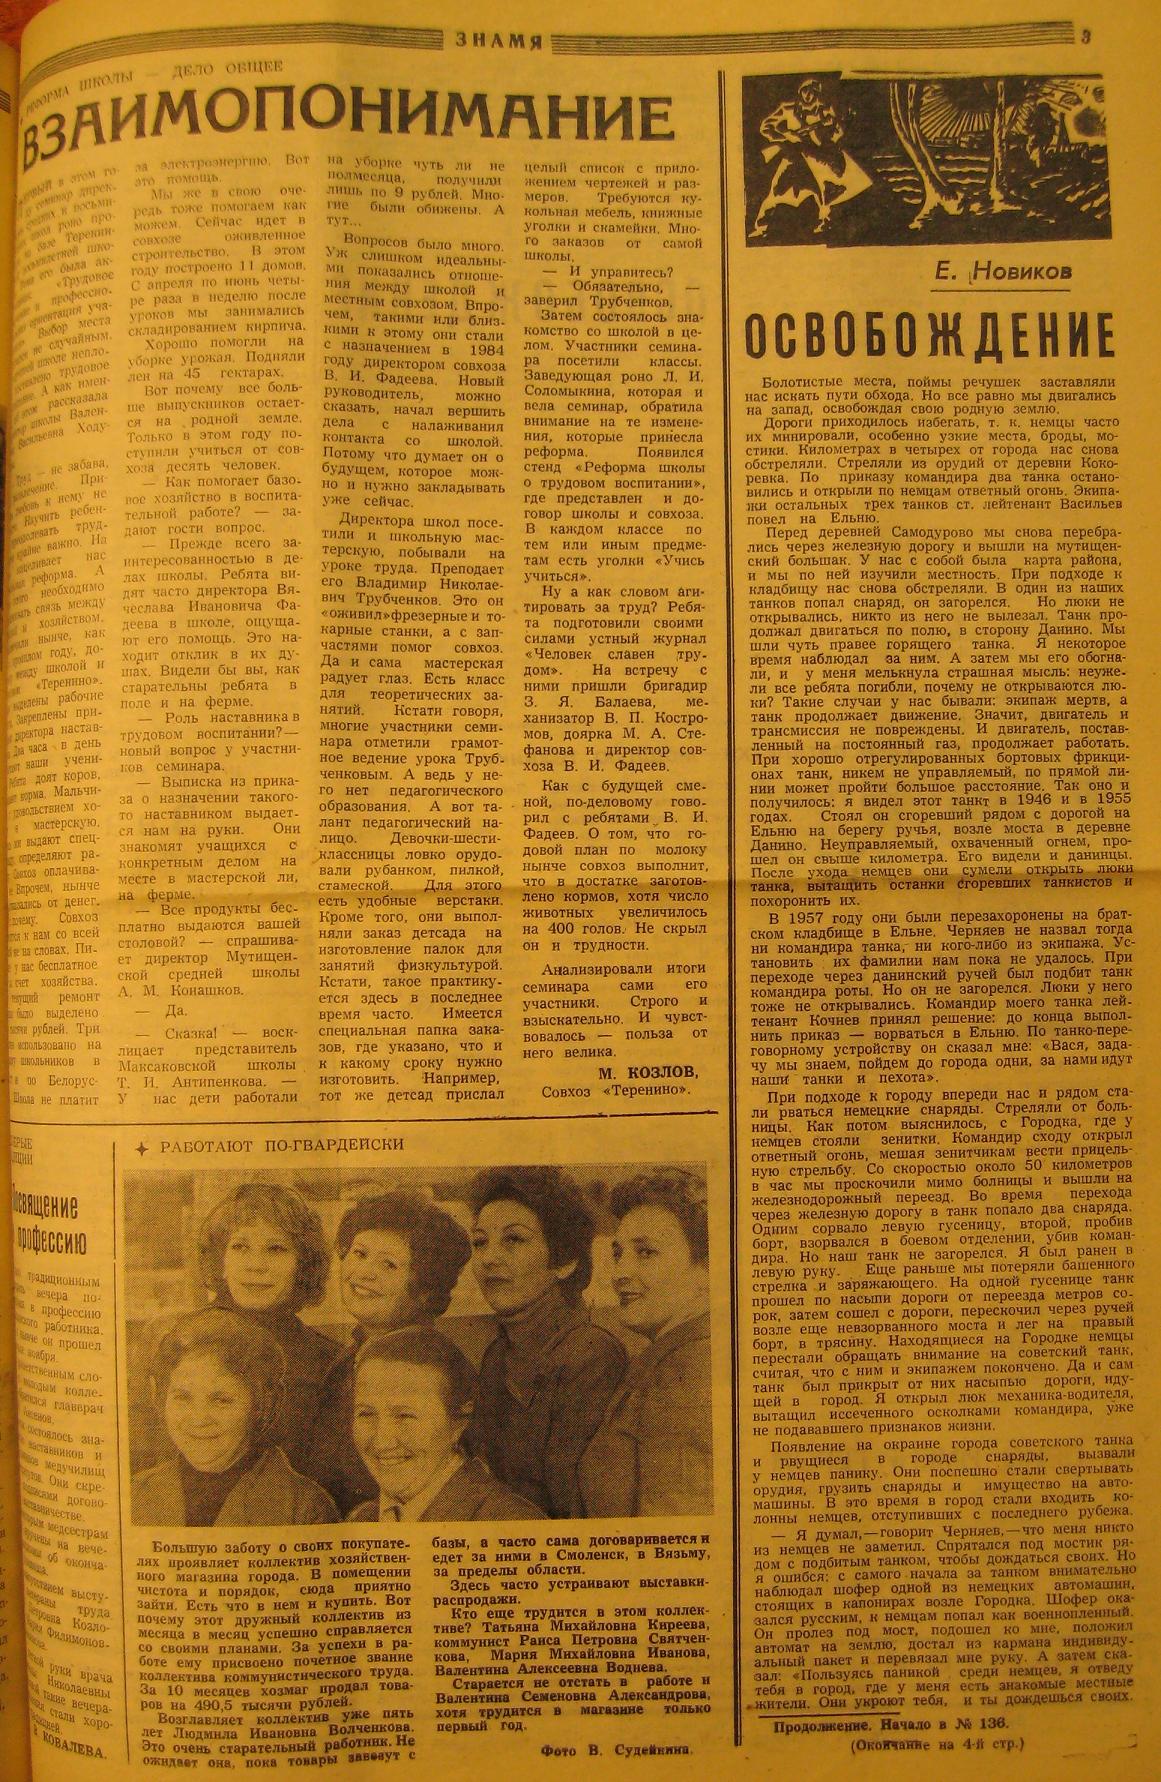 ЗНАМЯ
3
РЕФОРМА ШКОЛЫ — ДЕЛО ОБЩЕЕ
ВЗАИМОПОНИМАНИЕ
за электроэнергию. Вот
это помощь.
Мы же в свою оче-
редь тоже помогаем как
можем. Сейчас идет в
совхозе оживленное
строительство. В этом
году построено 11 домов.
С апреля по июнь четы-
ре раза в неделю после
уроков мы занимались
складированием кирпича.
Хорошо помогли на
уборке урожая. Подняли
лен на 45 гектарах.
Вот почему все боль-
ше выпускников остает-
ся на родной земле.
Только в этом году по-
ступили учиться от сов-
хоза десять человек.
— Как помогает базо-
вое хозяйство в воспита-
тельной работе? — за-
дают гости вопрос.
— Прежде всего за-
интересованностью в де-
лах школы. Ребята ви-
дят часто директора Вя-
чеслава Ивановича Фа-
деева в школе, ощуща-
ют его помощь. Это на-
ходит отклик в их ду-
шах. Видели бы вы, как
старательны ребята в
поле и на ферме.
— Роль наставника в
трудовом воспитании? —
новый вопрос у участни-
ков семинара.
— Выписка из прика-
за о назначении такого-
то наставником выдает-
ся нам на руки. Они
знакомят учащихся с
конкретным делом на
месте в мастерской ли,
на ферме.
— Все продукты бес-
платно выдаются вашей
столовой? — спрашива-
ет директор Мутищен-
ской средней школы
А. М. Конашков.
— Да.
— Сказка! — воск-
лицает представитель
Максаковской школы
Т. И. Антипенкова. —
У нас дети работали
на уборке чуть ли не
полмесяца, получили
лишь по 9 рублей. Мно-
гие были обижены. А
тут...
Вопросов было много.
Уж слишком идеальны-
ми показались отноше-
ния между школой и
местным совхозом. Впро-
чем, такими или близ-
кими к этому они стали
с назначением в 1984
году директором совхоза
В. И. Фадеева. Новый
руководитель, можно
сказать, начал вершить
дела с налаживания
контакта со школой.
Потому что думает он о
будущем, которое мож-
но и нужно закладывать
уже сейчас.
Директора школ посе-
тили и школьную мас-
терскую, побывали на
уроке труда. Преподает
его Владимир Николае-
вич Трубченков. Это он
«оживил» фрезерные и то-
карные станки, а с зап-
частями помог совхоз.
Да и сама мастерская
радует глаз. Есть класс
для теоретических за-
нятий. Кстати говоря,
многие участники семи-
нара отметили грамот-
ное ведение урока Труб-
ченковым. А ведь у не-
го нет педагогического
образования. А вот та-
лант педагогический на-
лицо. Девочки-шести-
классницы ловко орудо-
вали рубанком, пилкой,
стамеской. Для этого
есть удобные верстаки.
Кроме того, они выпол-
няли заказ детсада на
изготовление палок для
занятий физкультурой.
Кстати, такое практику-
ется здесь в последнее
время часто. Имеется
специальная папка зака-
зов, где указано, что и
к какому сроку нужно
изготовить. Например,
тот же детсад прислал
целый список с прило-
жением чертежей и раз-
меров. Требуются ку-
кольная мебель, книжные
уголки и скамейки. Мно-
го заказов от самой
школы.
— И управитесь?
— Обязательно, —
заверил Трубченков.
Затем состоялось зна-
комство со школой в це-
лом. Участники семина-
ра посетили классы.
Заведующая роно Л. И.
Соломыкина, которая и
вела семинар, обратила
внимание на те измене-
ния, которые принесла
реформа. Появился
стенд «Реформа школы
о трудовом воспитании»,
где представлен и до-
говор школы и совхоза.
В каждом классе по
тем или иным предме-
там есть уголки «Учись
учиться».
Ну а как словом аги-
тировать за труд? Ребя-
та подготовили своими
силами устный журнал
«Человек славен тру-
дом». На встречу с
ними пришли бригадир
З. Я. Балаева, ме-
ханизатор В. П. Костро-
мов, доярка М. А. Сте-
фанова и директор сов-
хоза В. И. Фадеев.
Как с будущей сме-
ной, по-деловому гово-
рил с ребятами В. И.
Фадеев. О том, что го-
довой план по молоку
нынче совхоз выполнит,
что в достатке заготов-
лено кормов, хотя число
животных увеличилось
на 400 голов. Не скрыл
он и трудности.
Анализировали итоги
семинара сами его
участники. Строго и
взыскательно. И чувст-
вовалось — польза от
него велика.
М. КОЗЛОВ,
Совхоз «Теренино».
РАБОТАЮТ ПО-ГВАРДЕЙСКИ
Большую заботу о своих покупате-
лях проявляет коллектив хозяйствен-
ного магазина города. В помещении
чистота и порядок, сюда приятно
зайти. Есть что в нем и купить. Вот
почему этот дружный коллектив из
месяца в месяц успешно справляется
со своими планами. За успехи в ра-
боте ему присвоено почетное звание
коллектива коммунистического труда.
За 10 месяцев хозмаг продал това-
ров на 490,5 тысячи рублей.
Возглавляет коллектив уже пять
лет Людмила Ивановна Волченкова.
Это очень старательный работник. Не
ожидает она, пока товары завезут с
базы, а часто сама договаривается и
едет за ними в Смоленск, в Вязьму,
за пределы области.
Здесь часто устраивают выставки-
распродажи.
Кто еще трудится в этом коллек-
тиве? Татьяна Михайловна Киреева,
коммунист Раиса Петровна Святчен-
кова, Мария Михайловна Иванова,
Валентина Алексеевна Воднева.
Старается не отстать в работе и
Валентина Семеновна Александрова,
хотя трудится в магазине только
первый год.
Фото В. Судейкина.
Е. Новиков
ОСВОБОЖДЕНИЕ
Болотистые места, поймы речушек заставляли
нас искать пути обхода. Но все равно мы двигались
на запад, освобождая свою родную землю.
Дороги приходилось избегать, т. к. немцы часто
их минировали, особенно узкие места, броды, мо-
стики. Километрах в четырех от города нас снова
обстреляли. Стреляли из орудий от деревни Коко-
ревка. По приказу командира два танка остано-
вились и открыли по немцам ответный огонь. Экипа-
жи остальных трех танков ст. лейтенант Васильев
повел на Ельню.
Перед деревней Самодурово мы снова перебра-
лись через железную дорогу и вышли на мутищен-
ский большак. У нас с собой была карта района,
и мы по ней изучили местность. При подходе к
кладбищу нас снова обстреляли. В один из наших
танков попал снаряд, он загорелся. Но люки не
открывались, никто из него не вылезал. Танк про-
должал двигаться по полю, в сторону Данино. Мы
шли чуть правее горящего танка. Я некоторое
время наблюдал за ним. А затем мы его обогна-
ли, и у меня мелькнула страшная мысль: неуже-
ли все ребята погибли, почему не открываются лю-
ки? Такие случаи у нас бывали: экипаж мертв, а
танк продолжает движение. Значит, двигатель и
трансмиссия не повреждены. И двигатель, постав-
ленный на постоянный газ, продолжает работать.
При хорошо отрегулированных бортовых фрикци-
онах танк, никем не управляемый, по прямой ли-
нии может пройти большое расстояние. Так оно и
получилось: я видел этот танк в 1946 и в 1955
годах. Стоял он сгоревший рядом с дорогой на
Ельню на берегу ручья, возле моста в деревне
Данино. Неуправляемый, охваченный огнем, про-
шел он свыше километра. Его видели и данинцы.
После ухода немцев они сумели открыть люки
танка, вытащить останки сгоревших танкистов и
похоронить их.
В 1957 году они были перезахоронены на брат-
ском кладбище в Ельне. Черняев не назвал тогда
ни командира танка, ни кого-либо из экипажа. Ус-
тановить их фамилии нам пока не удалось. При
переходе через данинский ручей был подбит танк
командира роты. Но он не загорелся. Люки у него
тоже не открывались. Командир моего танка лей-
тенант Кочнев принял решение: до конца выпол-
нить приказ — ворваться в Ельню. По танко-пере-
говорному устройству он сказал мне: «Вася, зада-
чу мы знаем, пойдем до города одни, за нами идут
наши танки и пехота».
При подходе к городу впереди нас и рядом ста-
ли рваться немецкие снаряды. Стреляли от боль-
ницы. Как потом выяснилось, с Городка, где у
немцев стояли зенитки. Командир сходу открыл
ответный огонь, мешая зенитчикам вести прицель-
ную стрельбу. Со скоростью около 50 километров
в час мы проскочили мимо болницы и вышли на
железнодорожный переезд. Во время перехода
через железную дорогу в танк попало два снаряда.
Одним сорвало левую гусеницу, второй, пробив
борт, взорвался в боевом отделении, убив коман-
дира. Но наш танк не загорелся. Я был ранен в
левую руку. Еще раньше мы потеряли башенного
стрелка и заряжающего. На одной гусенице танк
прошел по насыпи дороги от переезда метров со-
рок, затем сошел с дороги, перескочил через ручей
возле еще невзорванного моста и лег на правый
борт, в трясину. Находящиеся на Городке немцы
перестали обращать внимание на советский танк,
считая, что с ним и экипажем покончено. Да и сам
танк был прикрыт от них насыпью дороги, иду-
щей в город. Я открыл люк механика-водителя,
вытащил иссеченного осколками командира, уже
не подававшего признаков жизни.
Появление на окраине города советского танка
и рвущиеся в городе снаряды, вызвали
у немцев панику. Они поспешно стали свертывать
орудия, грузить снаряды и имущество на авто-
машины. В это время в город стали входить ко-
лонны немцев, отступивших с последнего рубежа.
— Я думал,—говорит Черняев,—что меня никто
из немцев не заметил. Спрятался под мостик ря-
дом с подбитым танком, чтобы дождаться своих. Но
я ошибся: с самого начала за танком внимательно
наблюдал шофер одной из немецких автомашин,
стоящих в капонирах возле Городка. Шофер ока-
зался русским, к немцам попал как военнопленный.
Он пролез под мост, подошел ко мне, положил
автомат на землю, достал из кармана индивиду-
альный пакет и перевязал мне руку. А затем ска-
зал: «Пользуясь паникой среди немцев, я отведу
тебя в город, где у меня есть знакомые местные
жители. Они укроют тебя, и ты дождешься своих.
Продолжение. Начало в № 136.
(Окончание на 4-й стр.)